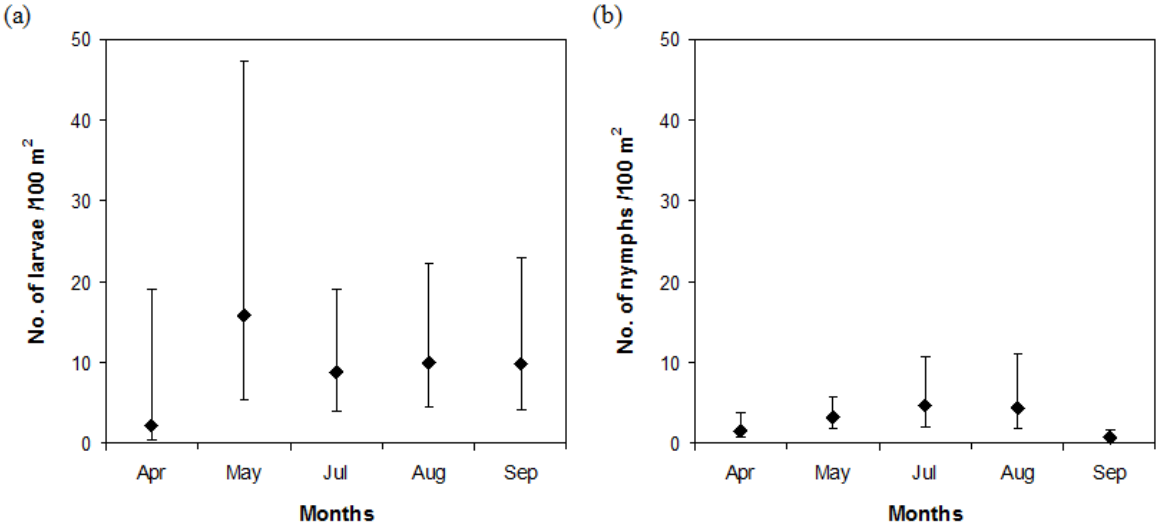 (a)
50
40
30
20
10
0
No. of larvae /100 m²
Apr May Jul Aug Sep
Months
(b)
50
40
30
20
10
0
No. of nymphs /100 m²
Apr May Jul Aug Sep
Months